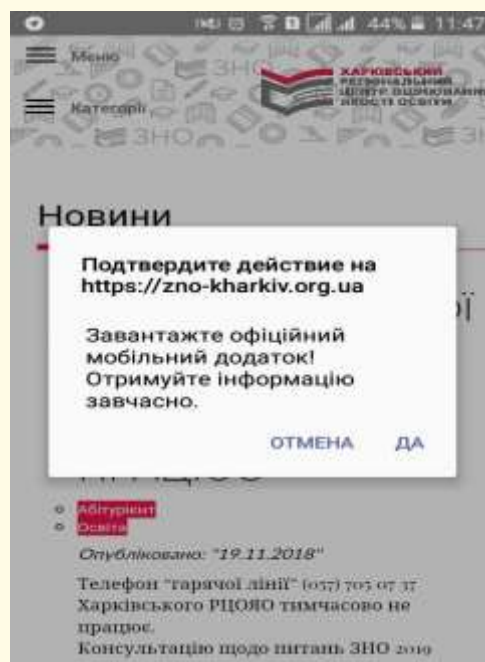 44% 11:47
Меню
ЗНО
ХАРКІВСЬКИЙ
РЕГІОНАЛЬНИЙ
ЦЕНТР ОЦІНЮВАННЯ
ЯКОСТІ ОСВІТИ
Категорії
ЗНО
Новини
Подтвердите действие на
https://zno-kharkiv.org.ua
Завантажте офіційний
мобільний додаток!
Отримуйте інформацію
завчасно.
ОТМЕНА ДА
Абітурієнт
Освіта
Опубліковано: "19.11.2018"
Телефон "гарячої лінії" (057) 705 07 37
Харківського РЦОЯО тимчасово не
працює.
Консультацію щодо питань ЗНО 2019